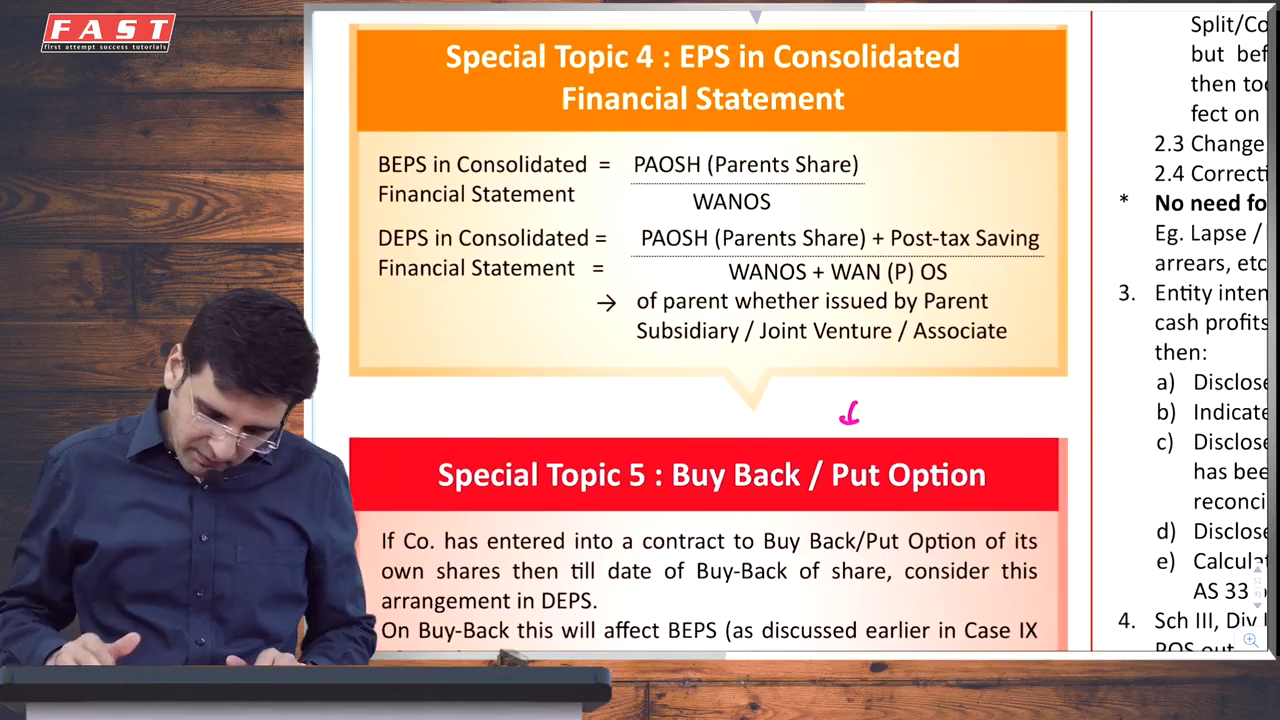 FAST
first attempt success tutorials
Special Topic 4 : EPS in Consolidated
Financial Statement
BEPS in Consolidated = PAOSH (Parents Share)
Financial Statement WANOS
DEPS in Consolidated = PAOSH (Parents Share) + Post-tax Saving
Financial Statement = WANOS + WAN (P) OS
→ of parent whether issued by Parent
Subsidiary / Joint Venture / Associate
Special Topic 5 : Buy Back / Put Option
If Co. has entered into a contract to Buy Back/Put Option of its
own shares then till date of Buy-Back of share, consider this
arrangement in DEPS.
On Buy-Back this will affect BEPS (as discussed earlier in Case IX
Split/Co
but bef
then too
fect on
2.3 Change
2.4 Correcti
* No need fo
Eg. Lapse /
arrears, etc
3. Entity inten
cash profits
then:
a) Disclose
b) Indicate
c) Disclose
has bee
reconci
d) Disclose
e) Calculat
AS 33
4. Sch III, Div I